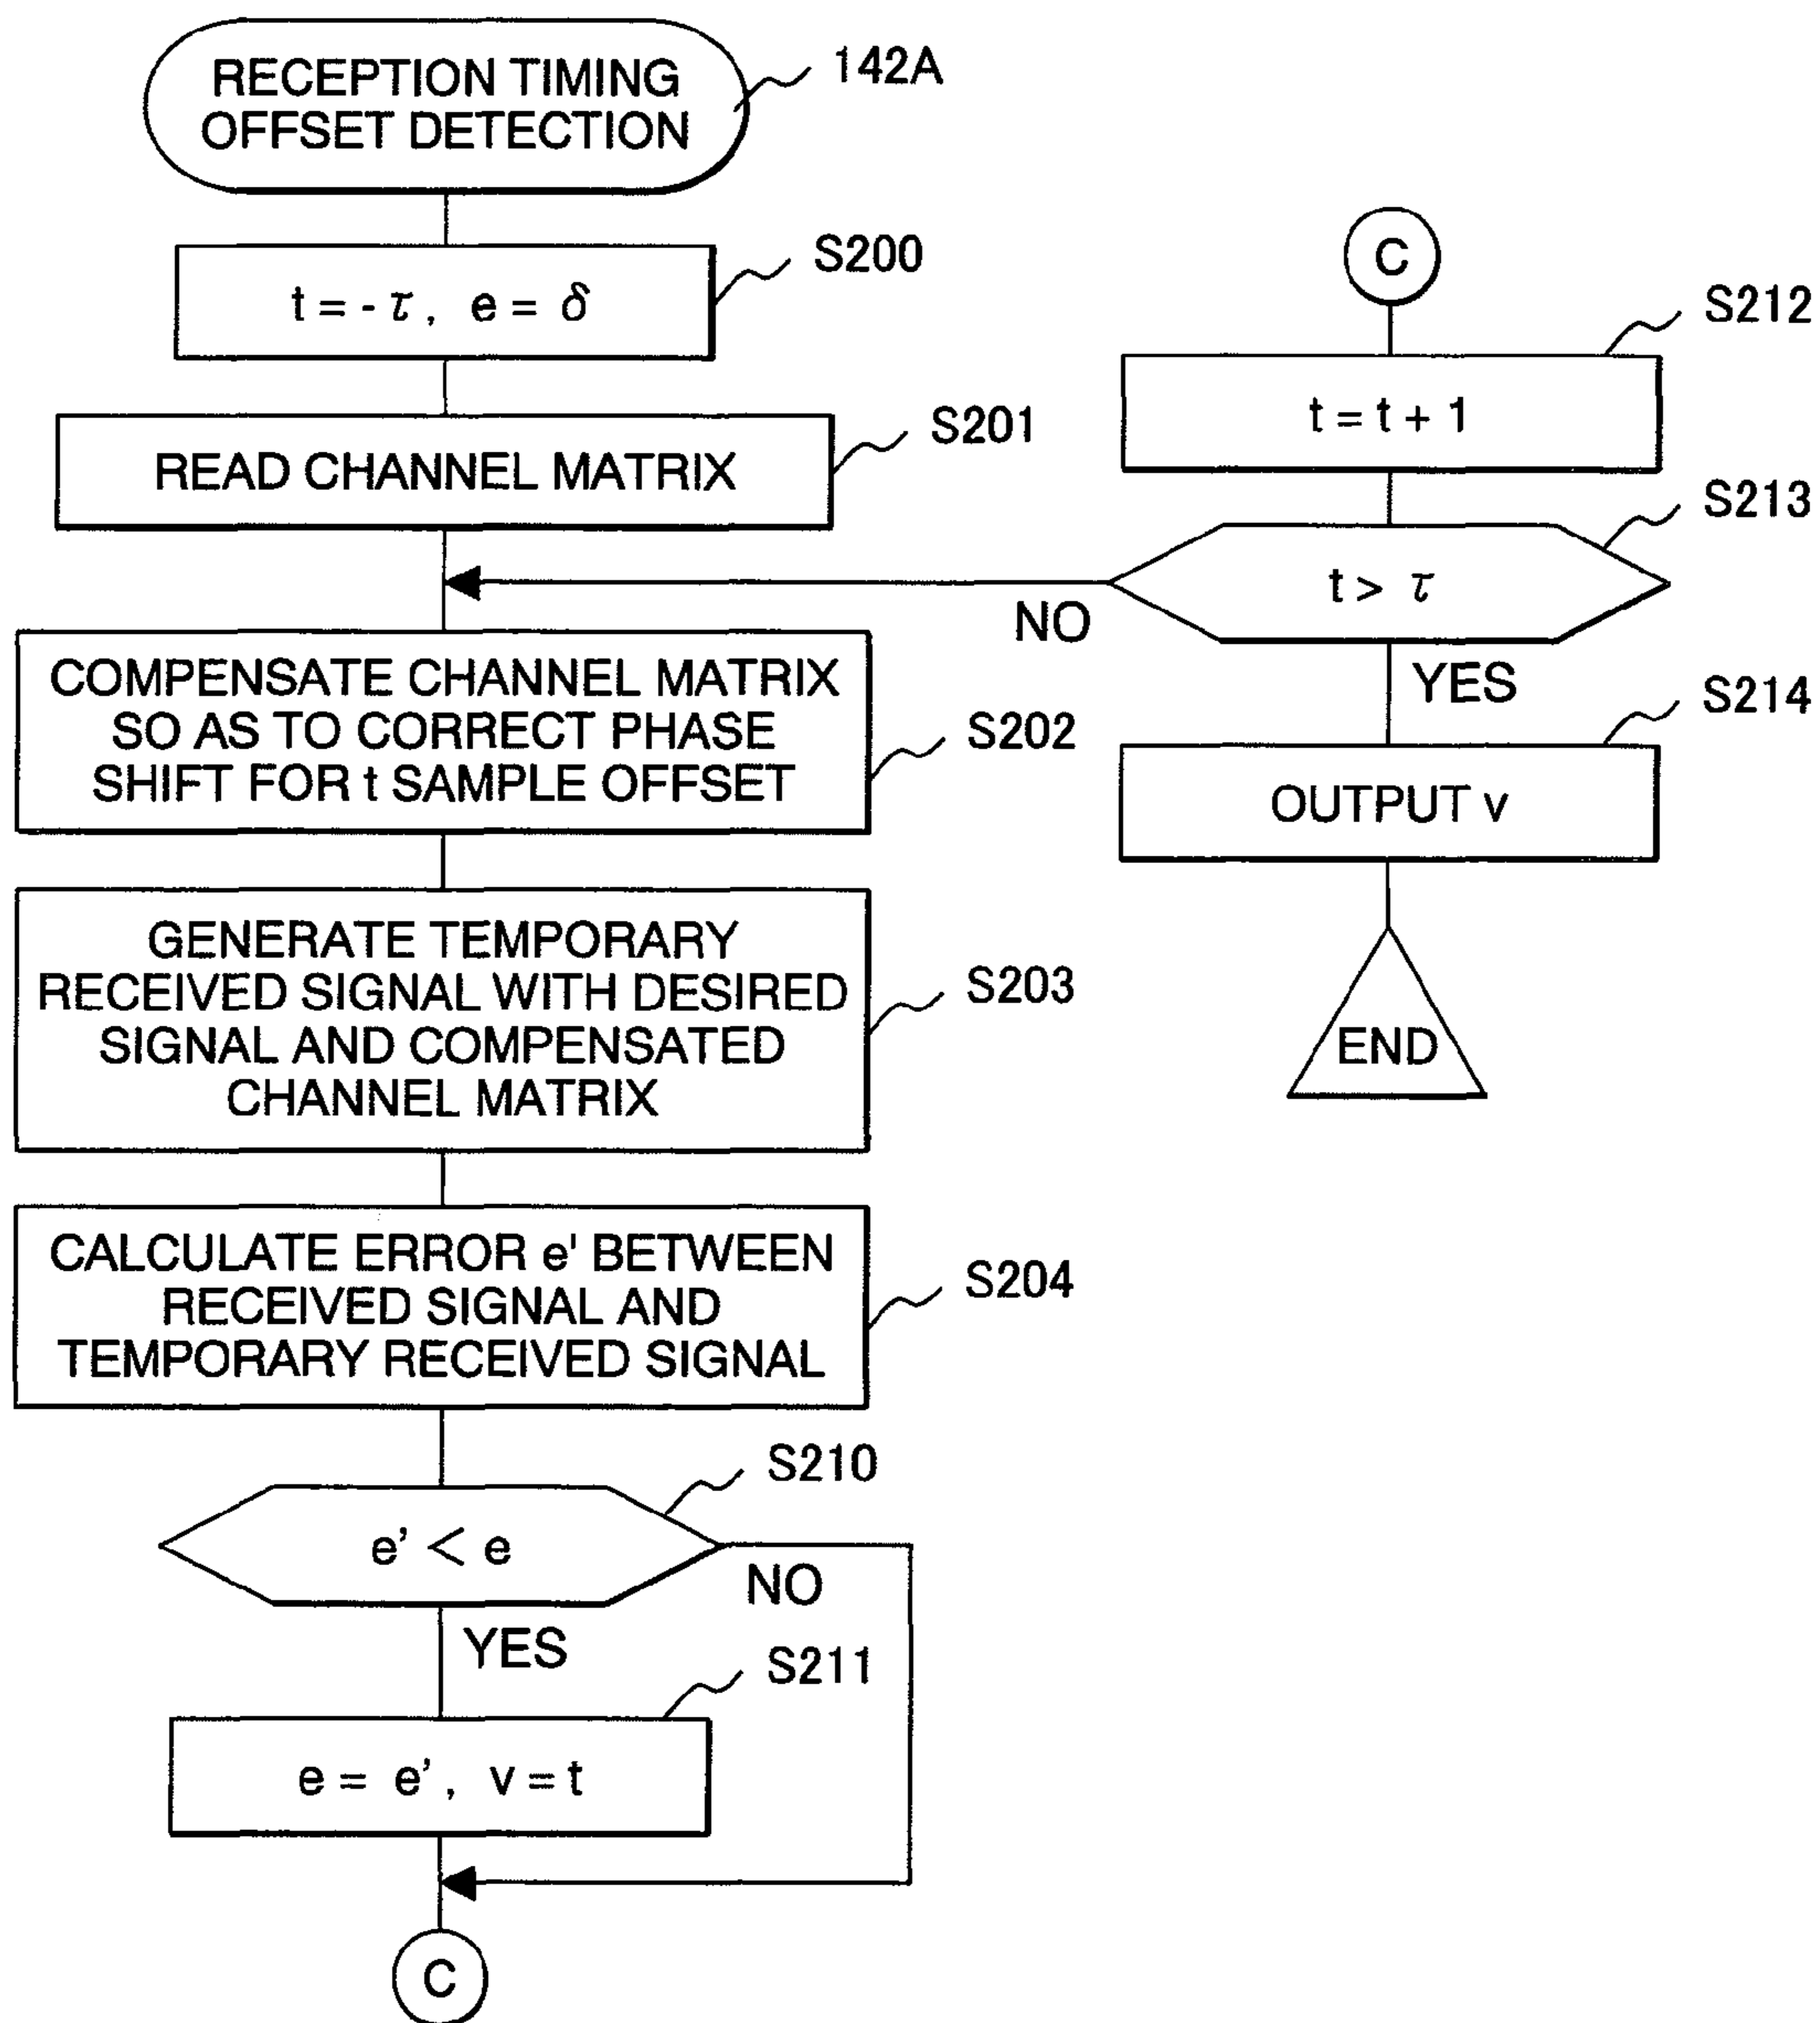 RECEPTION TIMING
OFFSET DETECTION
142A
S200
t = - τ , e = δ
S201
READ CHANNEL MATRIX
COMPENSATE CHANNEL MATRIX
SO AS TO CORRECT PHASE
SHIFT FOR t SAMPLE OFFSET
S202
GENERATE TEMPORARY
RECEIVED SIGNAL WITH DESIRED
SIGNAL AND COMPENSATED
CHANNEL MATRIX
S203
CALCULATE ERROR e' BETWEEN
RECEIVED SIGNAL AND
TEMPORARY RECEIVED SIGNAL
S204
S210
e' < e
NO
YES
S211
e = e' , v = t
C
C
S212
t = t + 1
S213
t > τ
NO
YES
S214
OUTPUT v
END